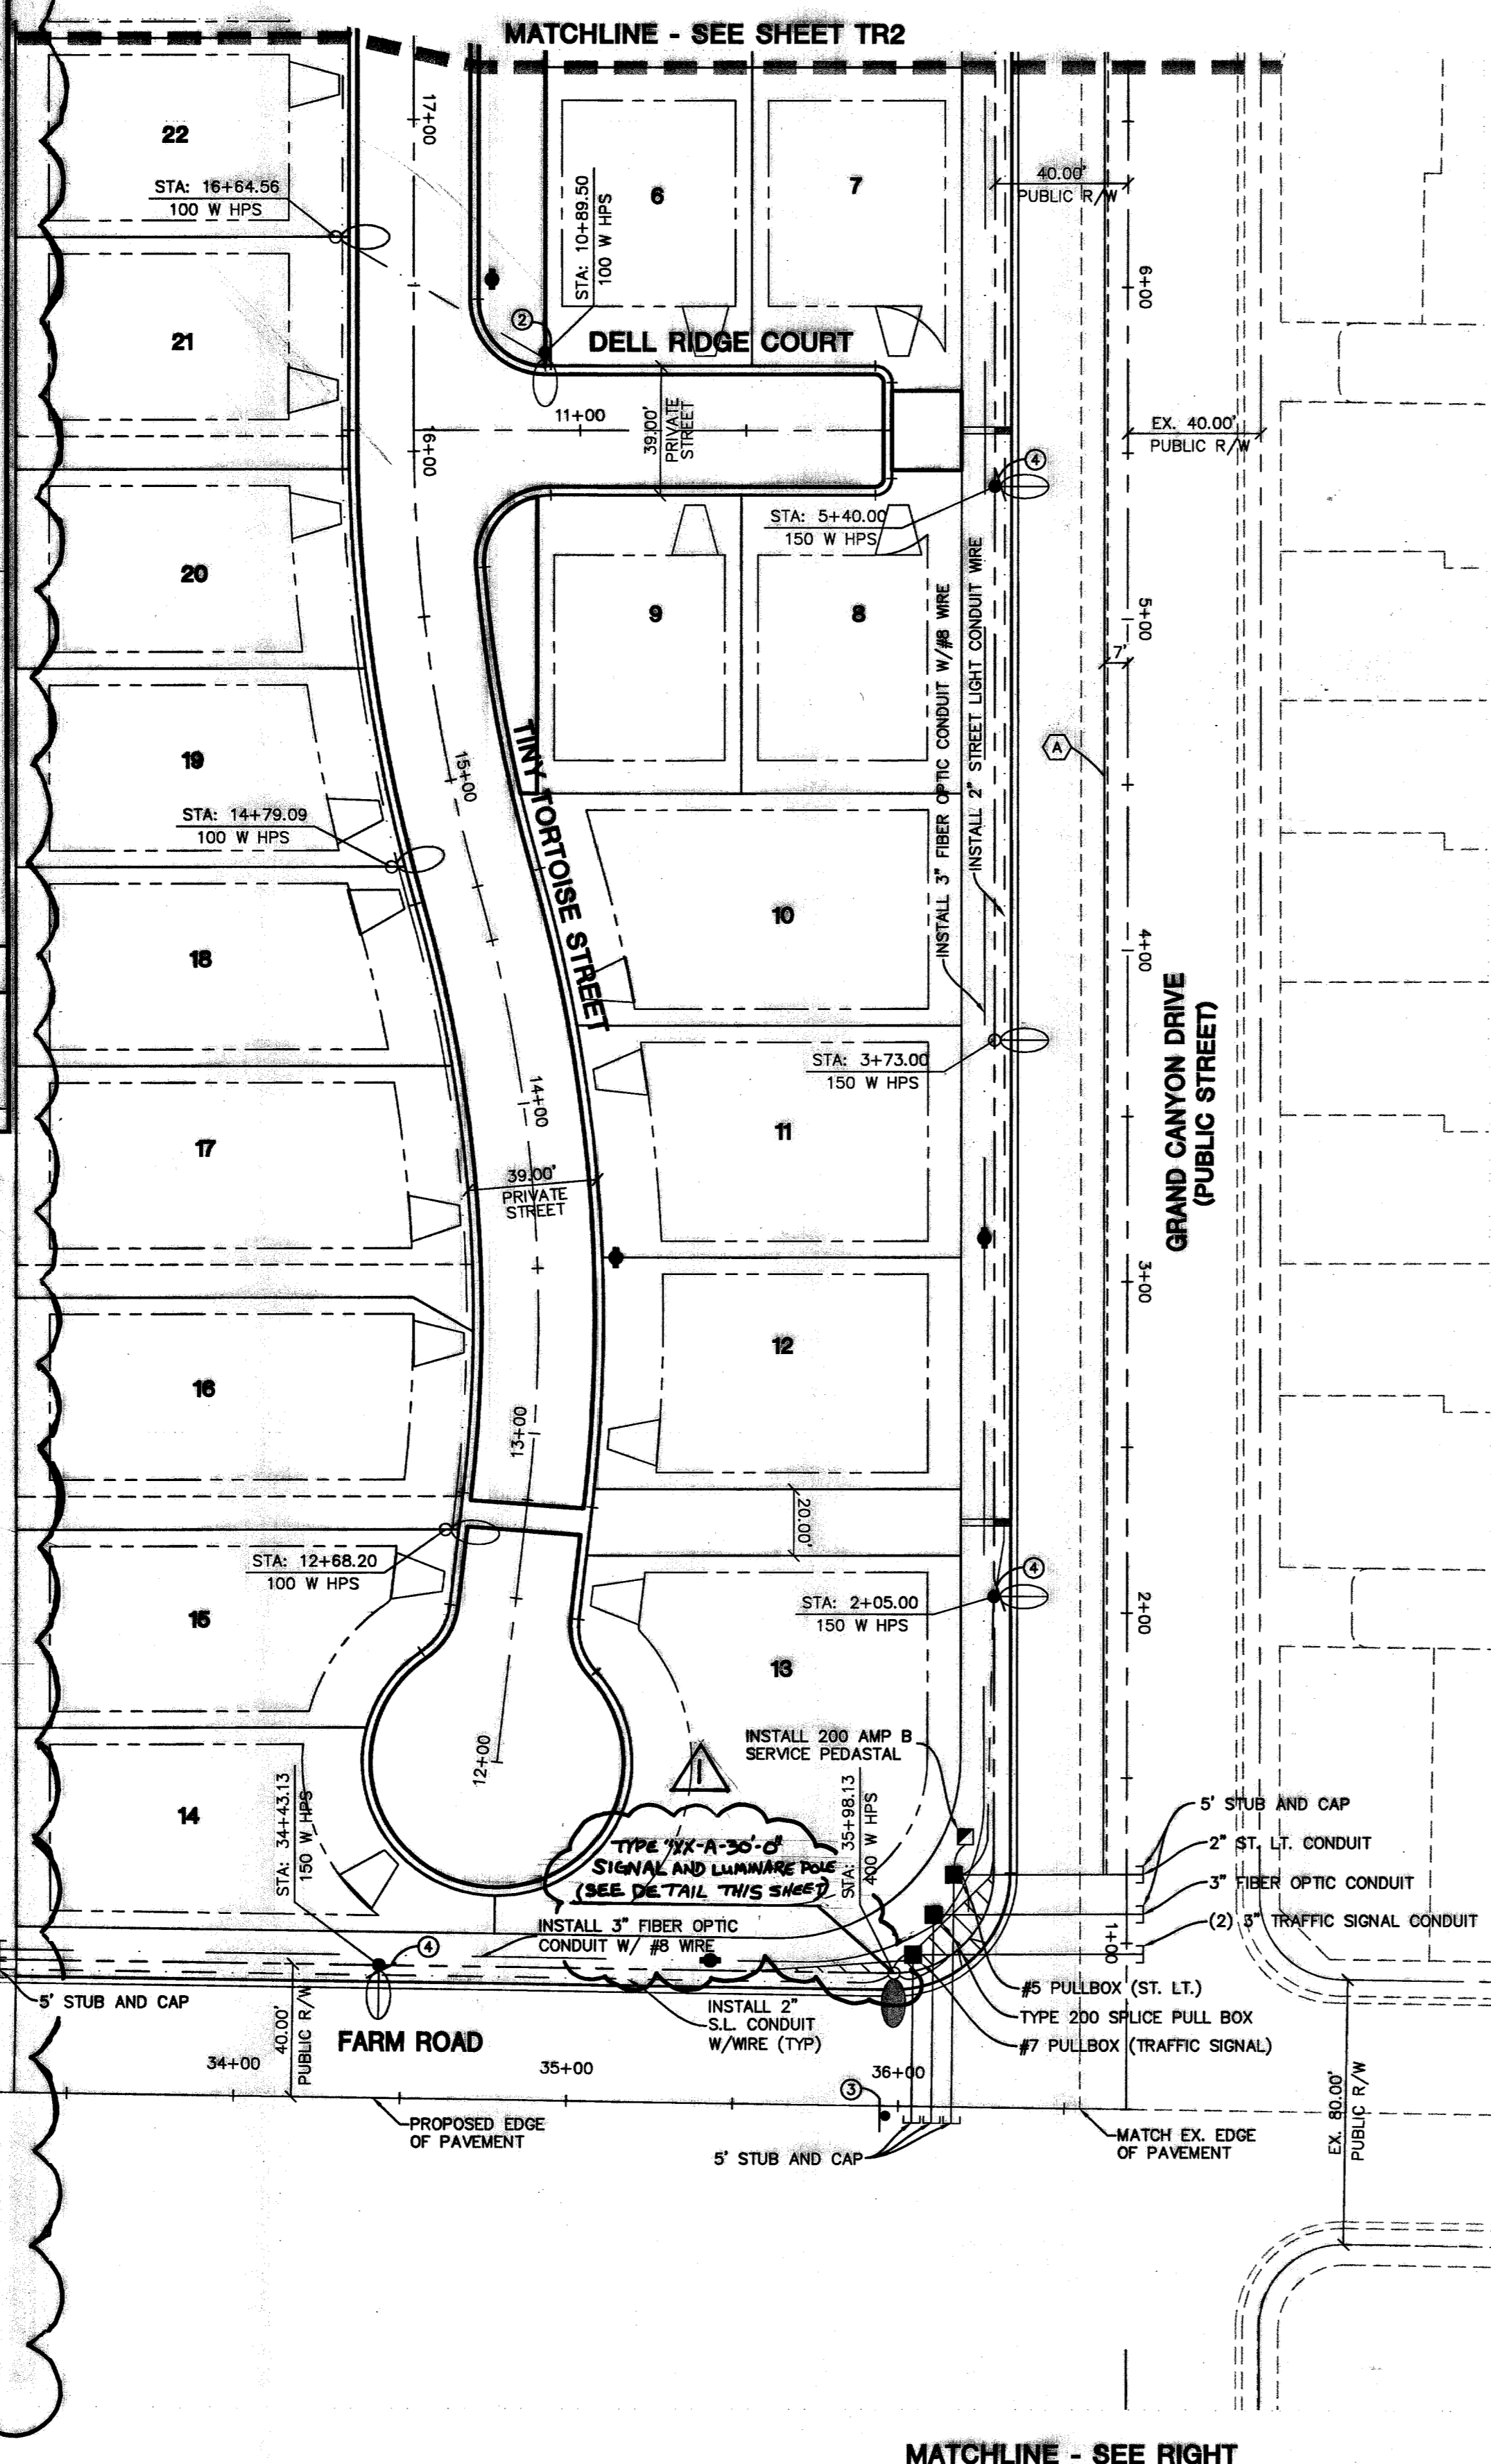 MATCHLINE - SEE SHEET TR2
22
17+00
STA: 16+64.56
100 W HPS
STA: 10+89.50
100 W HPS
6
7
40.00'
PUBLIC R/W
6+00
21
2
DELL RIDGE COURT
11+00
39.00'
PRIVATE
STREET
16+00
EX. 40.00'
PUBLIC R/W
4
STA: 5+40.00
150 W HPS
20
9
8
5+00
7'
INSTALL 3" FIBER OPTIC CONDUIT W/#8 WIRE
INSTALL 2" STREET LIGHT CONDUIT WIRE
A
19
15+00
TINY TORTOISE STREET
STA: 14+79.09
100 W HPS
18
10
4+00
GRAND CANYON DRIVE
(PUBLIC STREET)
STA: 3+73.00
150 W HPS
14+00
17
11
39.00'
PRIVATE
STREET
3+00
16
12
13+00
20.00'
STA: 12+68.20
100 W HPS
4
STA: 2+05.00
150 W HPS
2+00
15
13
12+00
INSTALL 200 AMP B
SERVICE PEDASTAL
1
14
STA: 34+43.13
150 W HPS
STA: 35+98.13
400 W HPS
TYPE "XX-A-30'-0"
SIGNAL AND LUMINARE POLE
(SEE DETAIL THIS SHEET)
5' STUB AND CAP
2" ST. LT. CONDUIT
3" FIBER OPTIC CONDUIT
(2) 3" TRAFFIC SIGNAL CONDUIT
1+00
INSTALL 3" FIBER OPTIC
CONDUIT W/ #8 WIRE
4
5' STUB AND CAP
40.00'
PUBLIC R/W
INSTALL 2"
S.L. CONDUIT
W/WIRE (TYP)
#5 PULLBOX (ST. LT.)
TYPE 200 SPLICE PULL BOX
#7 PULLBOX (TRAFFIC SIGNAL)
FARM ROAD
34+00
35+00
36+00
3
EX. 80.00'
PUBLIC R/W
PROPOSED EDGE
OF PAVEMENT
5' STUB AND CAP
MATCH EX. EDGE
OF PAVEMENT
MATCHLINE - SEE RIGHT